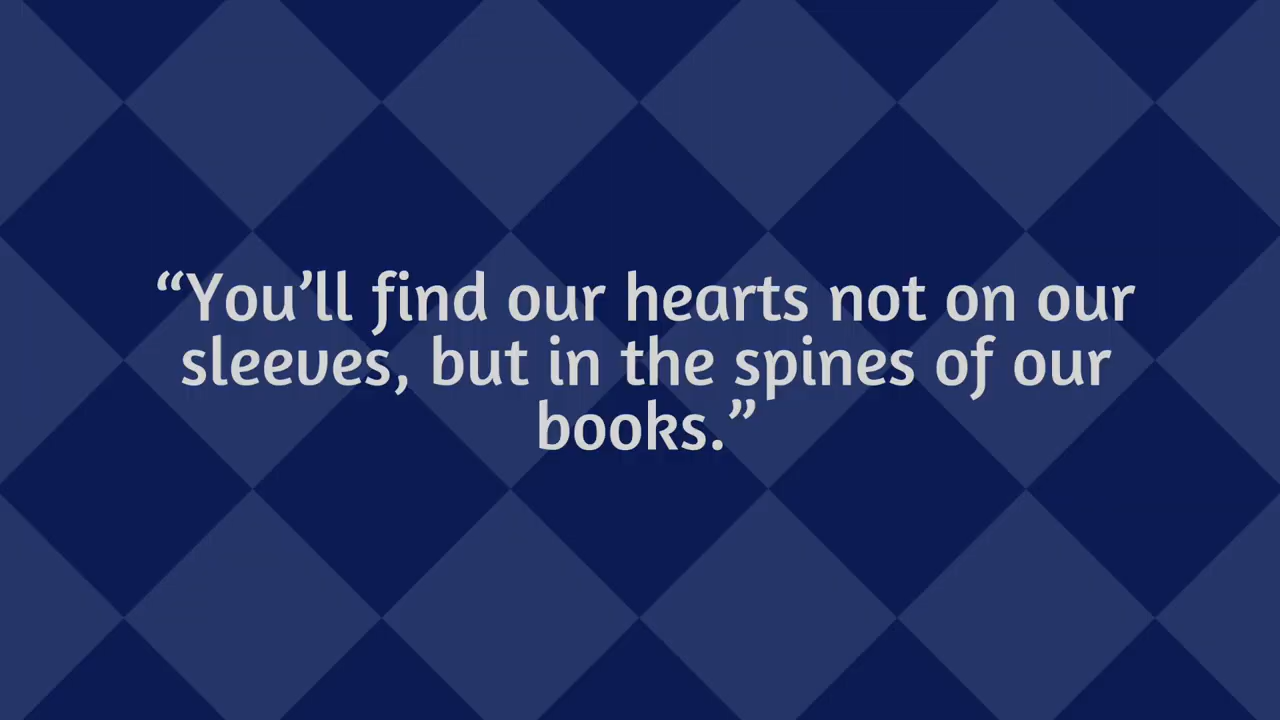 “You’ll find our hearts not on our
sleeves, but in the spines of our
books.”